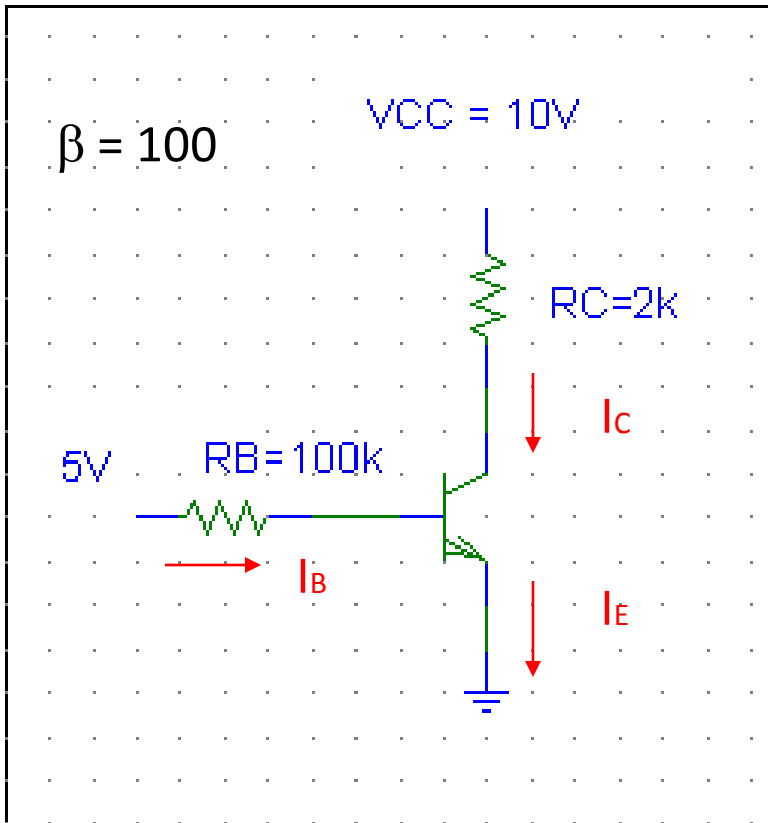 VCC = 10V
β = 100
RC=2k
IC
5V
RB=100k
IB
IE